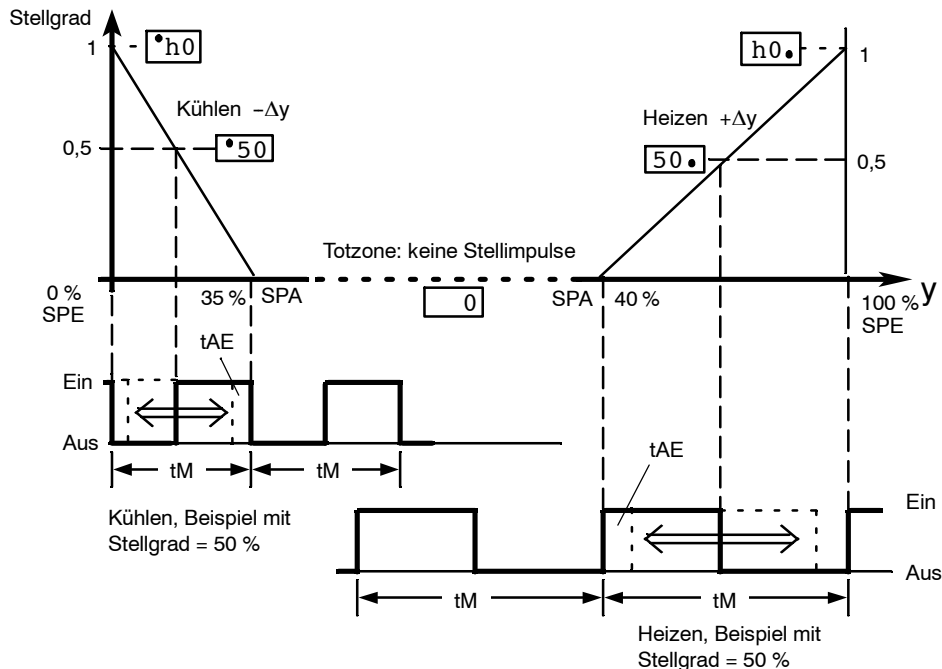 Stellgrad
1
°h0
h0.
1
Kühlen −Δy
Heizen +Δy
0,5
°50
50.
0,5
Totzone: keine Stellimpulse
0 %
SPE
35 %
SPA
0
SPA
40 %
100 %
SPE
y
tAE
Ein
Aus
tM
tM
tAE
Kühlen, Beispiel mit
Stellgrad = 50 %
Ein
Aus
tM
tM
Heizen, Beispiel mit
Stellgrad = 50 %